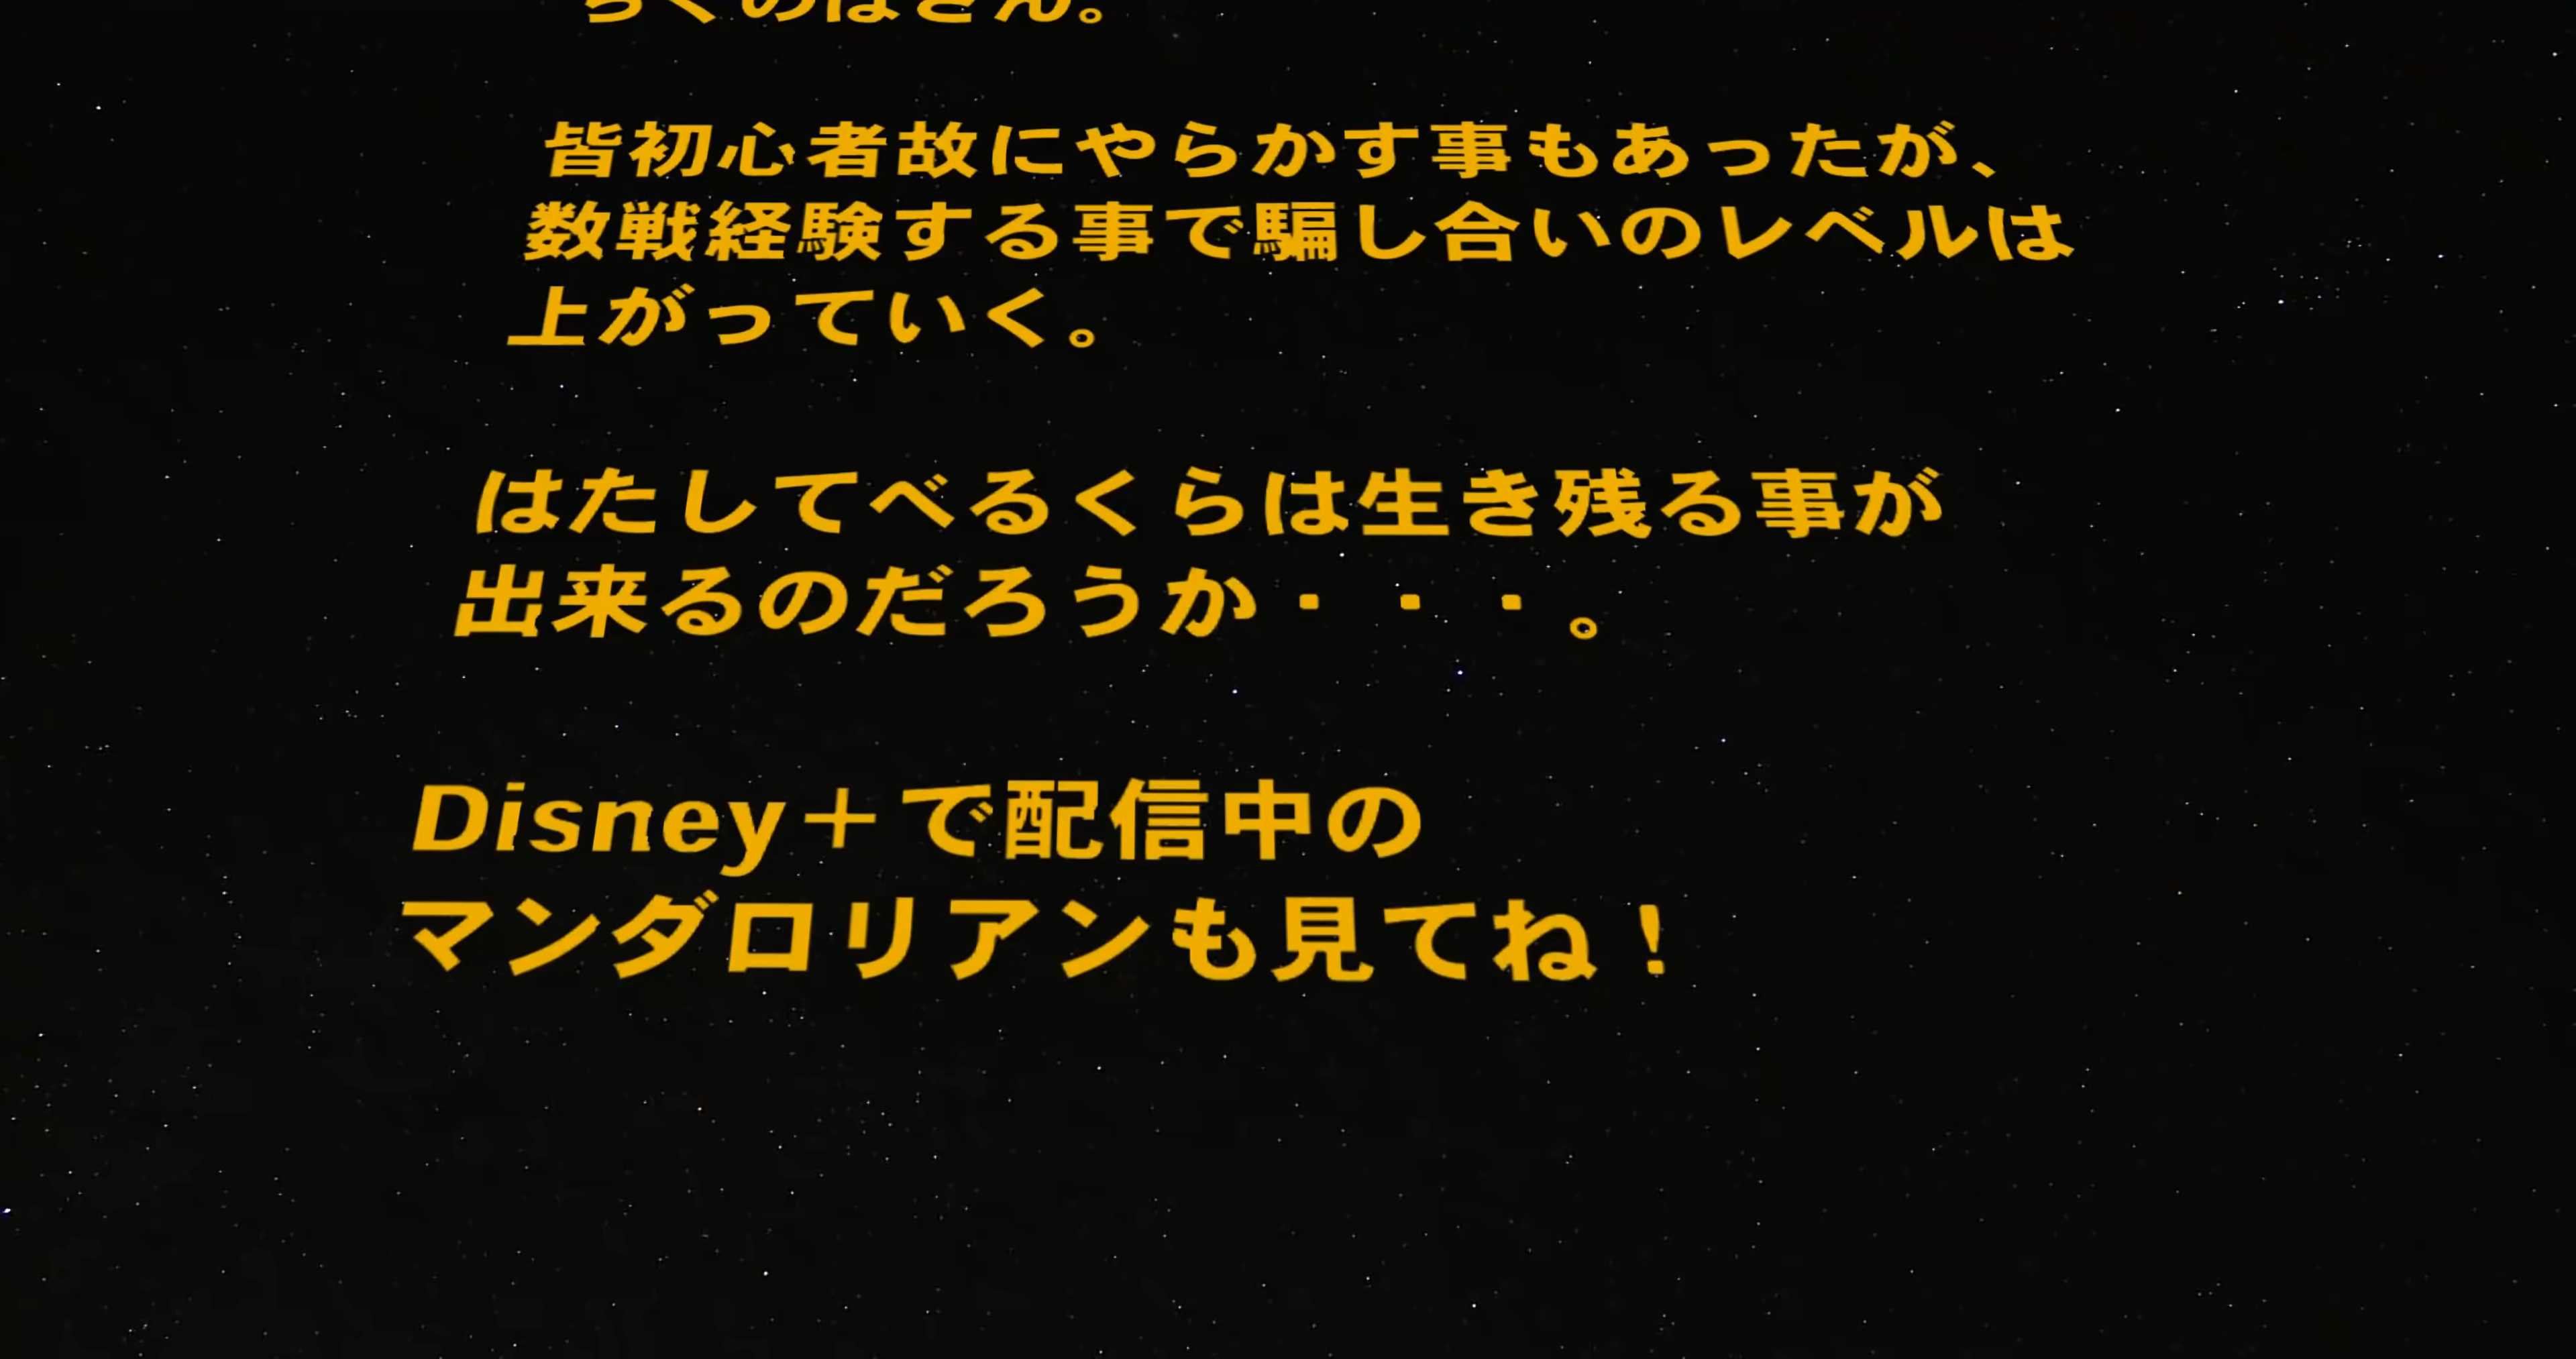 皆初心者故にやらかす事もあったが、
数戦経験する事で騙し合いのレベルは
上がっていく。
はたしてべるくらは生き残る事が
出来るのだろうか・・・。
Disney＋で配信中の
マンダロリアンも見てね！